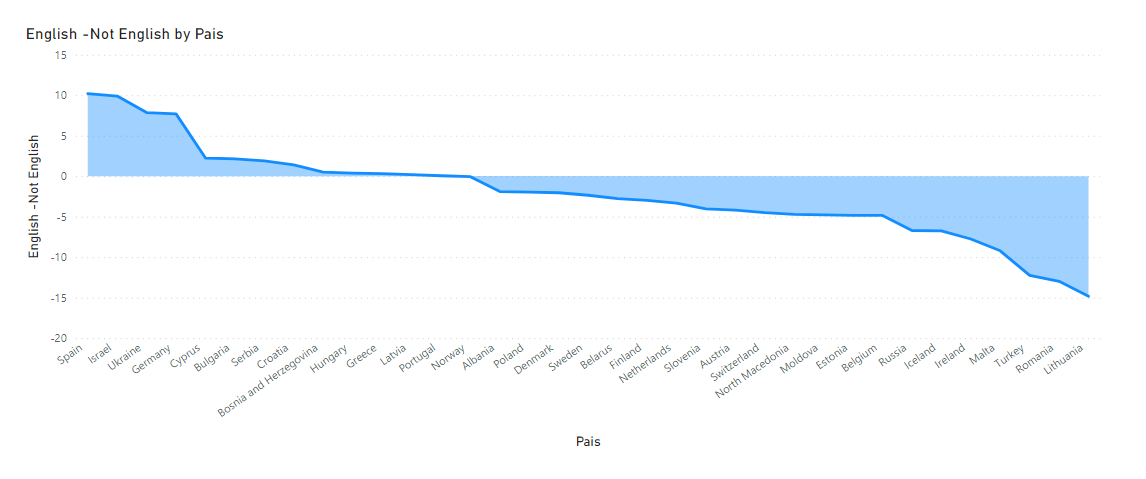 English -Not English by Pais
15
10
5
0
-5
-10
-15
-20
English -Not English
Spain
Israel
Ukraine
Germany
Cyprus
Bulgaria
Serbia
Croatia
Bosnia and Herzegovina
Hungary
Greece
Latvia
Portugal
Norway
Albania
Poland
Denmark
Sweden
Belarus
Finland
Netherlands
Slovenia
Austria
Switzerland
North Macedonia
Moldova
Estonia
Belgium
Russia
Iceland
Ireland
Malta
Turkey
Romania
Lithuania
Pais